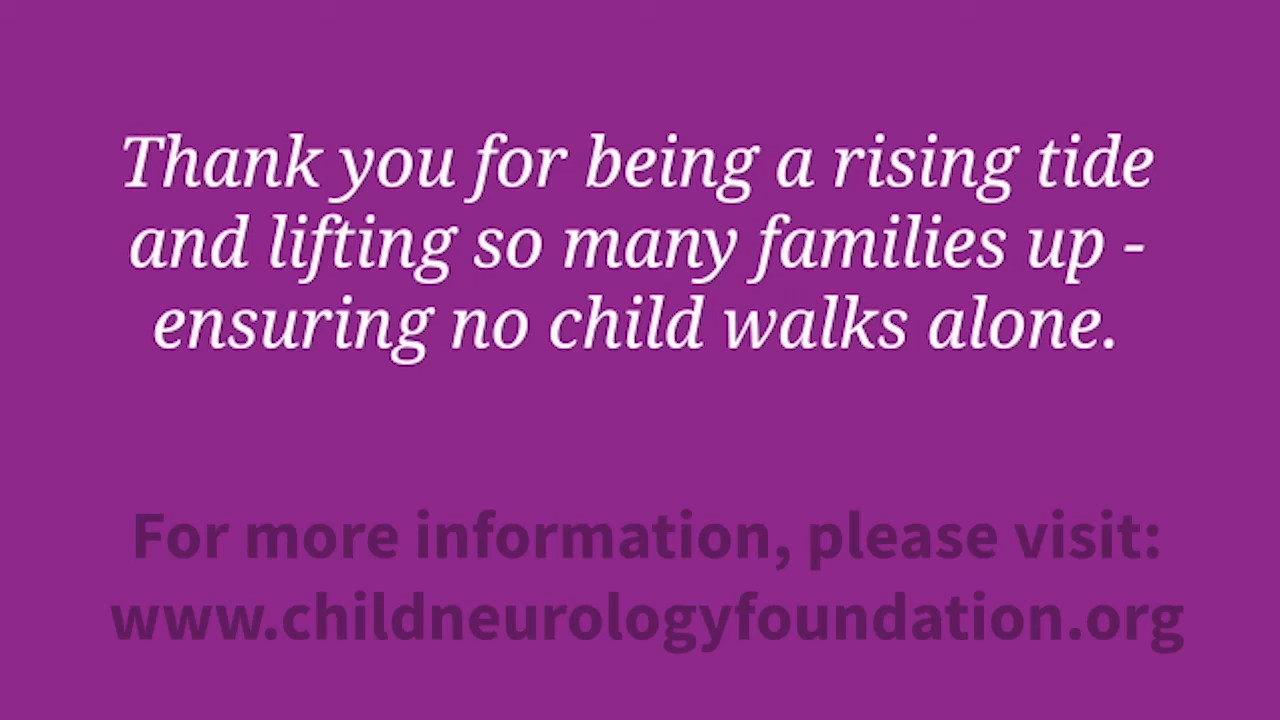 Thank you for being a rising tide
and lifting so many families up -
ensuring no child walks alone.
For more information, please visit:
www.childneurologyfoundation.org